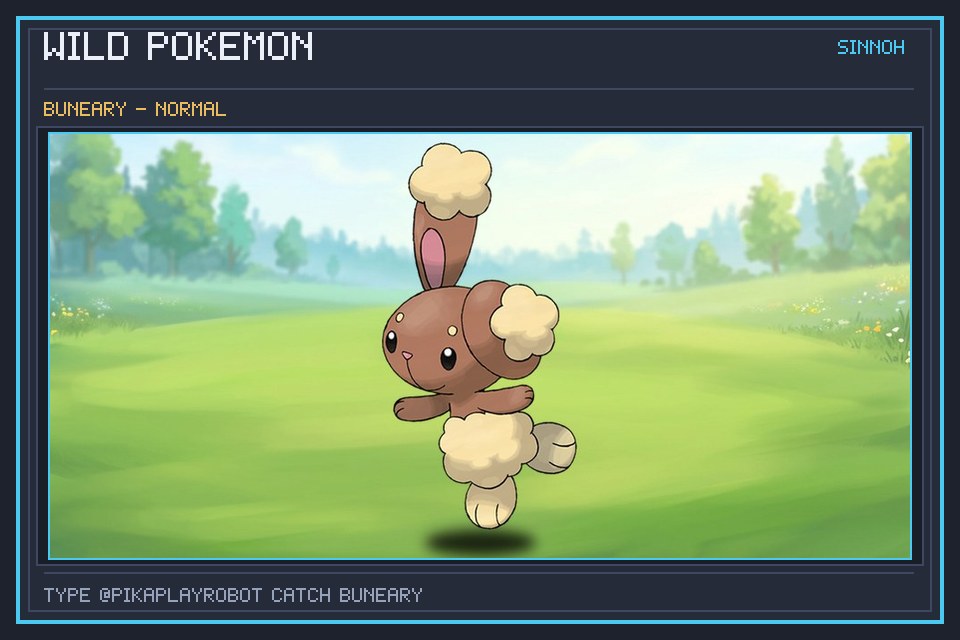 WILD POKEMON
SINNOH
BUNEARY - NORMAL
TYPE @PIKAPLAYROBOT CATCH BUNEARY